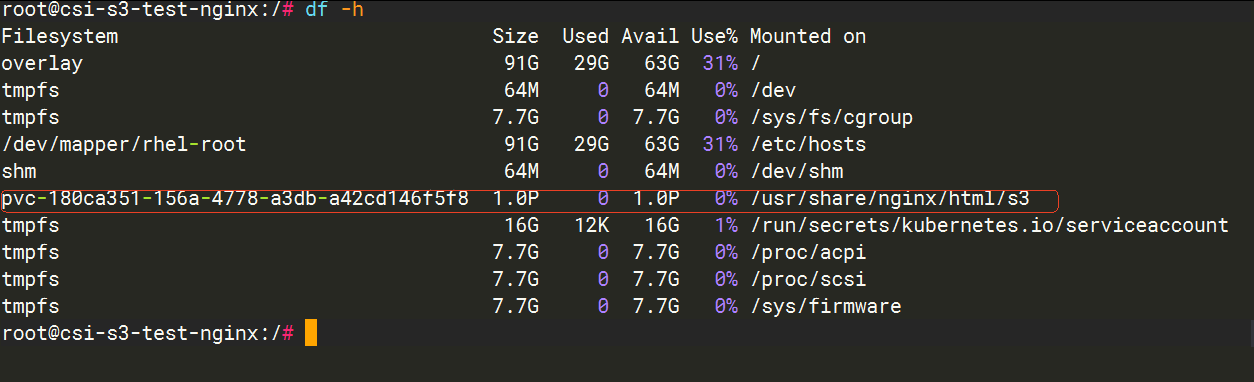 root@csi-s3-test-nginx:/# df -h
Filesystem Size Used Avail Use% Mounted on
overlay 91G 29G 63G 31% /
tmpfs 64M 0 64M 0% /dev
tmpfs 7.7G 0 7.7G 0% /sys/fs/cgroup
/dev/mapper/rhel-root 91G 29G 63G 31% /etc/hosts
shm 64M 0 64M 0% /dev/shm
pvc-180ca351-156a-4778-a3db-a42cd146f5f8 1.0P 0 1.0P 0% /usr/share/nginx/html/s3
tmpfs 16G 12K 16G 1% /run/secrets/kubernetes.io/serviceaccount
tmpfs 7.7G 0 7.7G 0% /proc/acpi
tmpfs 7.7G 0 7.7G 0% /proc/scsi
tmpfs 7.7G 0 7.7G 0% /sys/firmware
root@csi-s3-test-nginx:/#